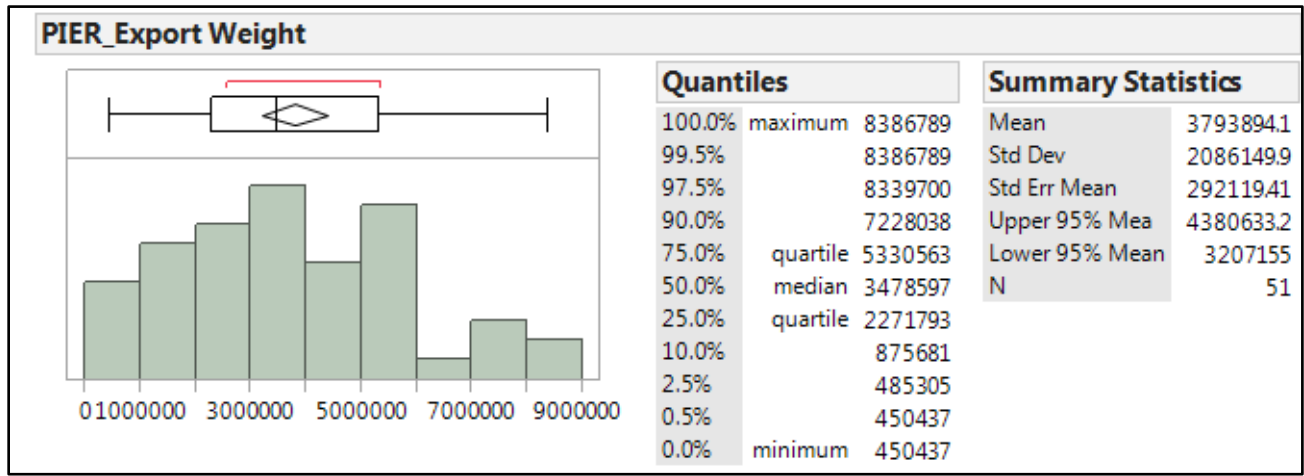 PIER_Export Weight
01000000 3000000 5000000 7000000 9000000
Quantiles
100.0% maximum 8386789
99.5% 8386789
97.5% 8339700
90.0% 7228038
75.0% quartile 5330563
50.0% median 3478597
25.0% quartile 2271793
10.0% 875681
2.5% 485305
0.5% 450437
0.0% minimum 450437
Summary Statistics
Mean 3793894.1
Std Dev 2086149.9
Std Err Mean 292119.41
Upper 95% Mea 4380633.2
Lower 95% Mean 3207155
N 51